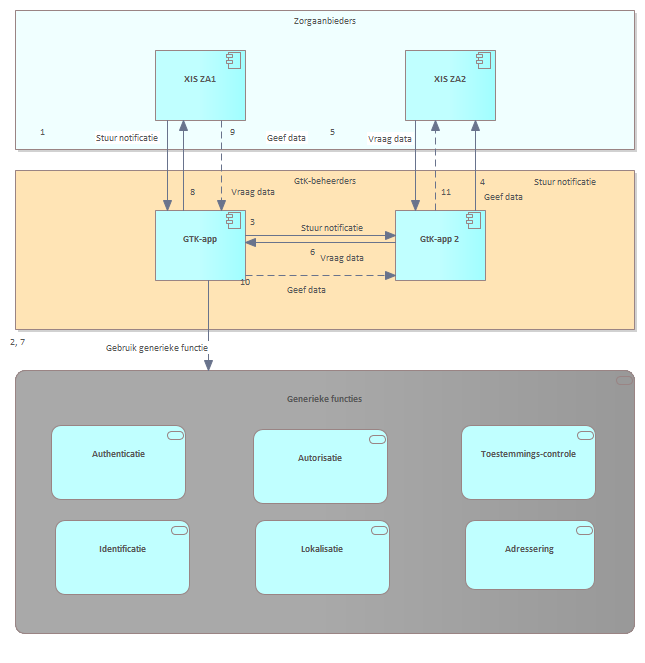 Zorgaanbieders
XIS ZA1
XIS ZA2
1
Stuur notificatie
9
Geef data
5
Vraag data
GtK-beheerders
8
Vraag data
11
4
Stuur notificatie
Geef data
GTK-app
3
Stuur notificatie
GtK-app 2
6
Vraag data
10
Geef data
2, 7
Gebruik generieke functie
Generieke functies
Authenticatie
Autorisatie
Toestemmings-controle
Identificatie
Lokalisatie
Adressering